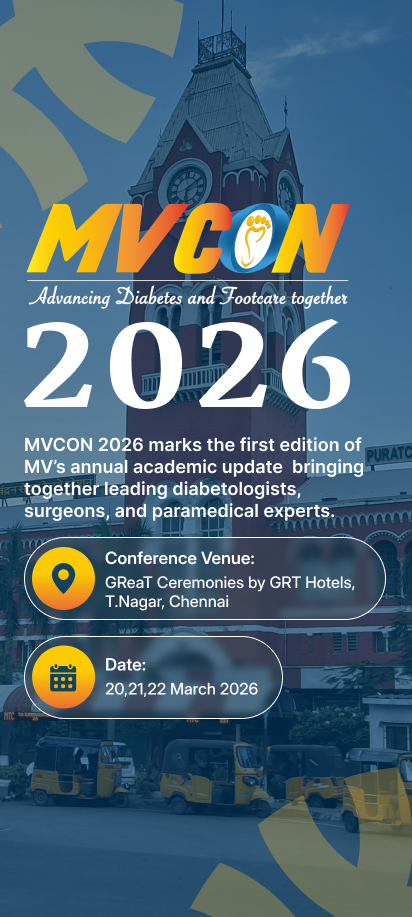 MVCON
Advancing Diabetes and Footcare together
2026
MVCON 2026 marks the first edition of
MV's annual academic update bringing
together leading diabetologists,
surgeons, and paramedical experts.
PURATC
Conference Venue:
GReaT Ceremonies by GRT Hotels,
T.Nagar, Chennai
Date:
20,21,22 March 2026
MTC